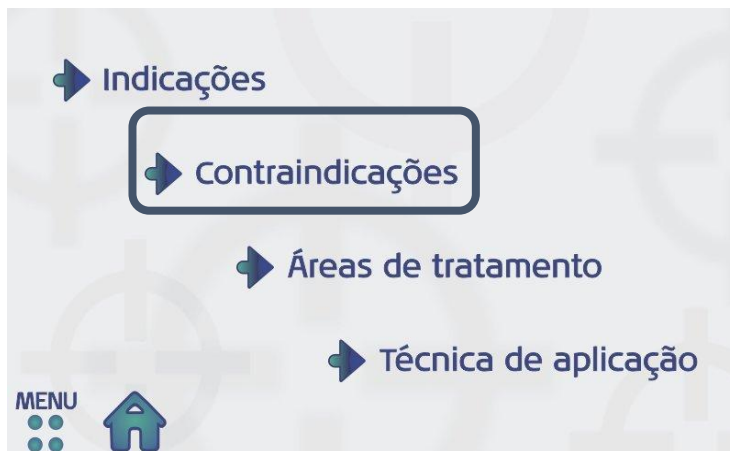 Indicações
Contraindicações
Áreas de tratamento
Técnica de aplicação
MENU